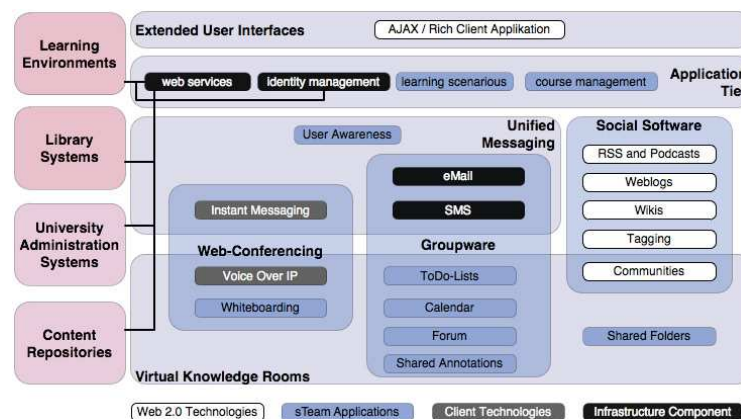 Learning
Environments
Library
Systems
University
Administration
Systems
Content
Repositories
Extended User Interfaces
AJAX / Rich Client Applikation
web services
identity management
learning scenarious
course management
Application
Tier
User Awareness
Unified
Messaging
Social Software
eMail
RSS and Podcasts
Weblogs
Instant Messaging
SMS
Wikis
Tagging
Web-Conferencing
Groupware
Voice Over IP
ToDo-Lists
Communities
Whiteboarding
Calendar
Forum
Shared Folders
Shared Annotations
Virtual Knowledge Rooms
Web 2.0 Technologies
sTeam Applications
Client Technologies
Infrastructure Component